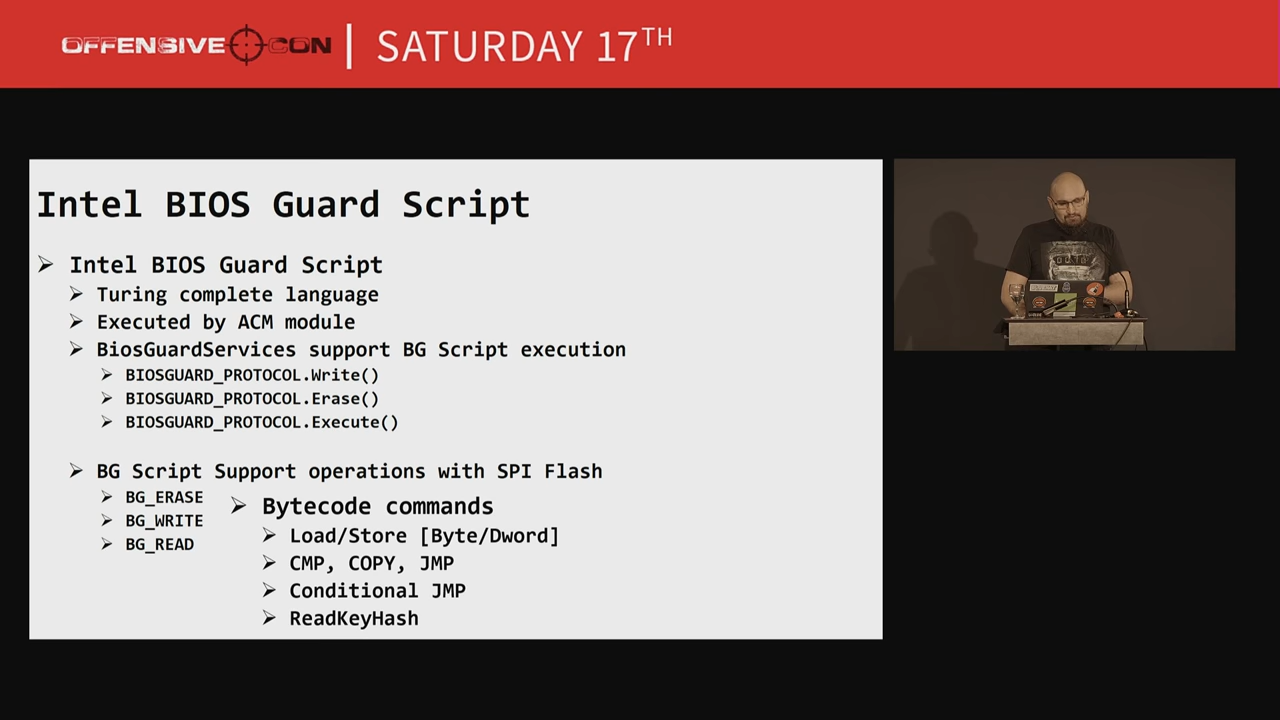 OFFENSIVE CON | SATURDAY 17TH
Intel BIOS Guard Script
➢ Intel BIOS Guard Script
➢ Turing complete language
➢ Executed by ACM module
➢ BiosGuardServices support BG Script execution
➢ BIOSGUARD_PROTOCOL.Write()
➢ BIOSGUARD_PROTOCOL.Erase()
➢ BIOSGUARD_PROTOCOL.Execute()
➢ BG Script Support operations with SPI Flash
➢ BG_ERASE
➢ BG_WRITE
➢ BG_READ
➢ Bytecode commands
➢ Load/Store [Byte/Dword]
➢ CMP, COPY, JMP
➢ Conditional JMP
➢ ReadKeyHash